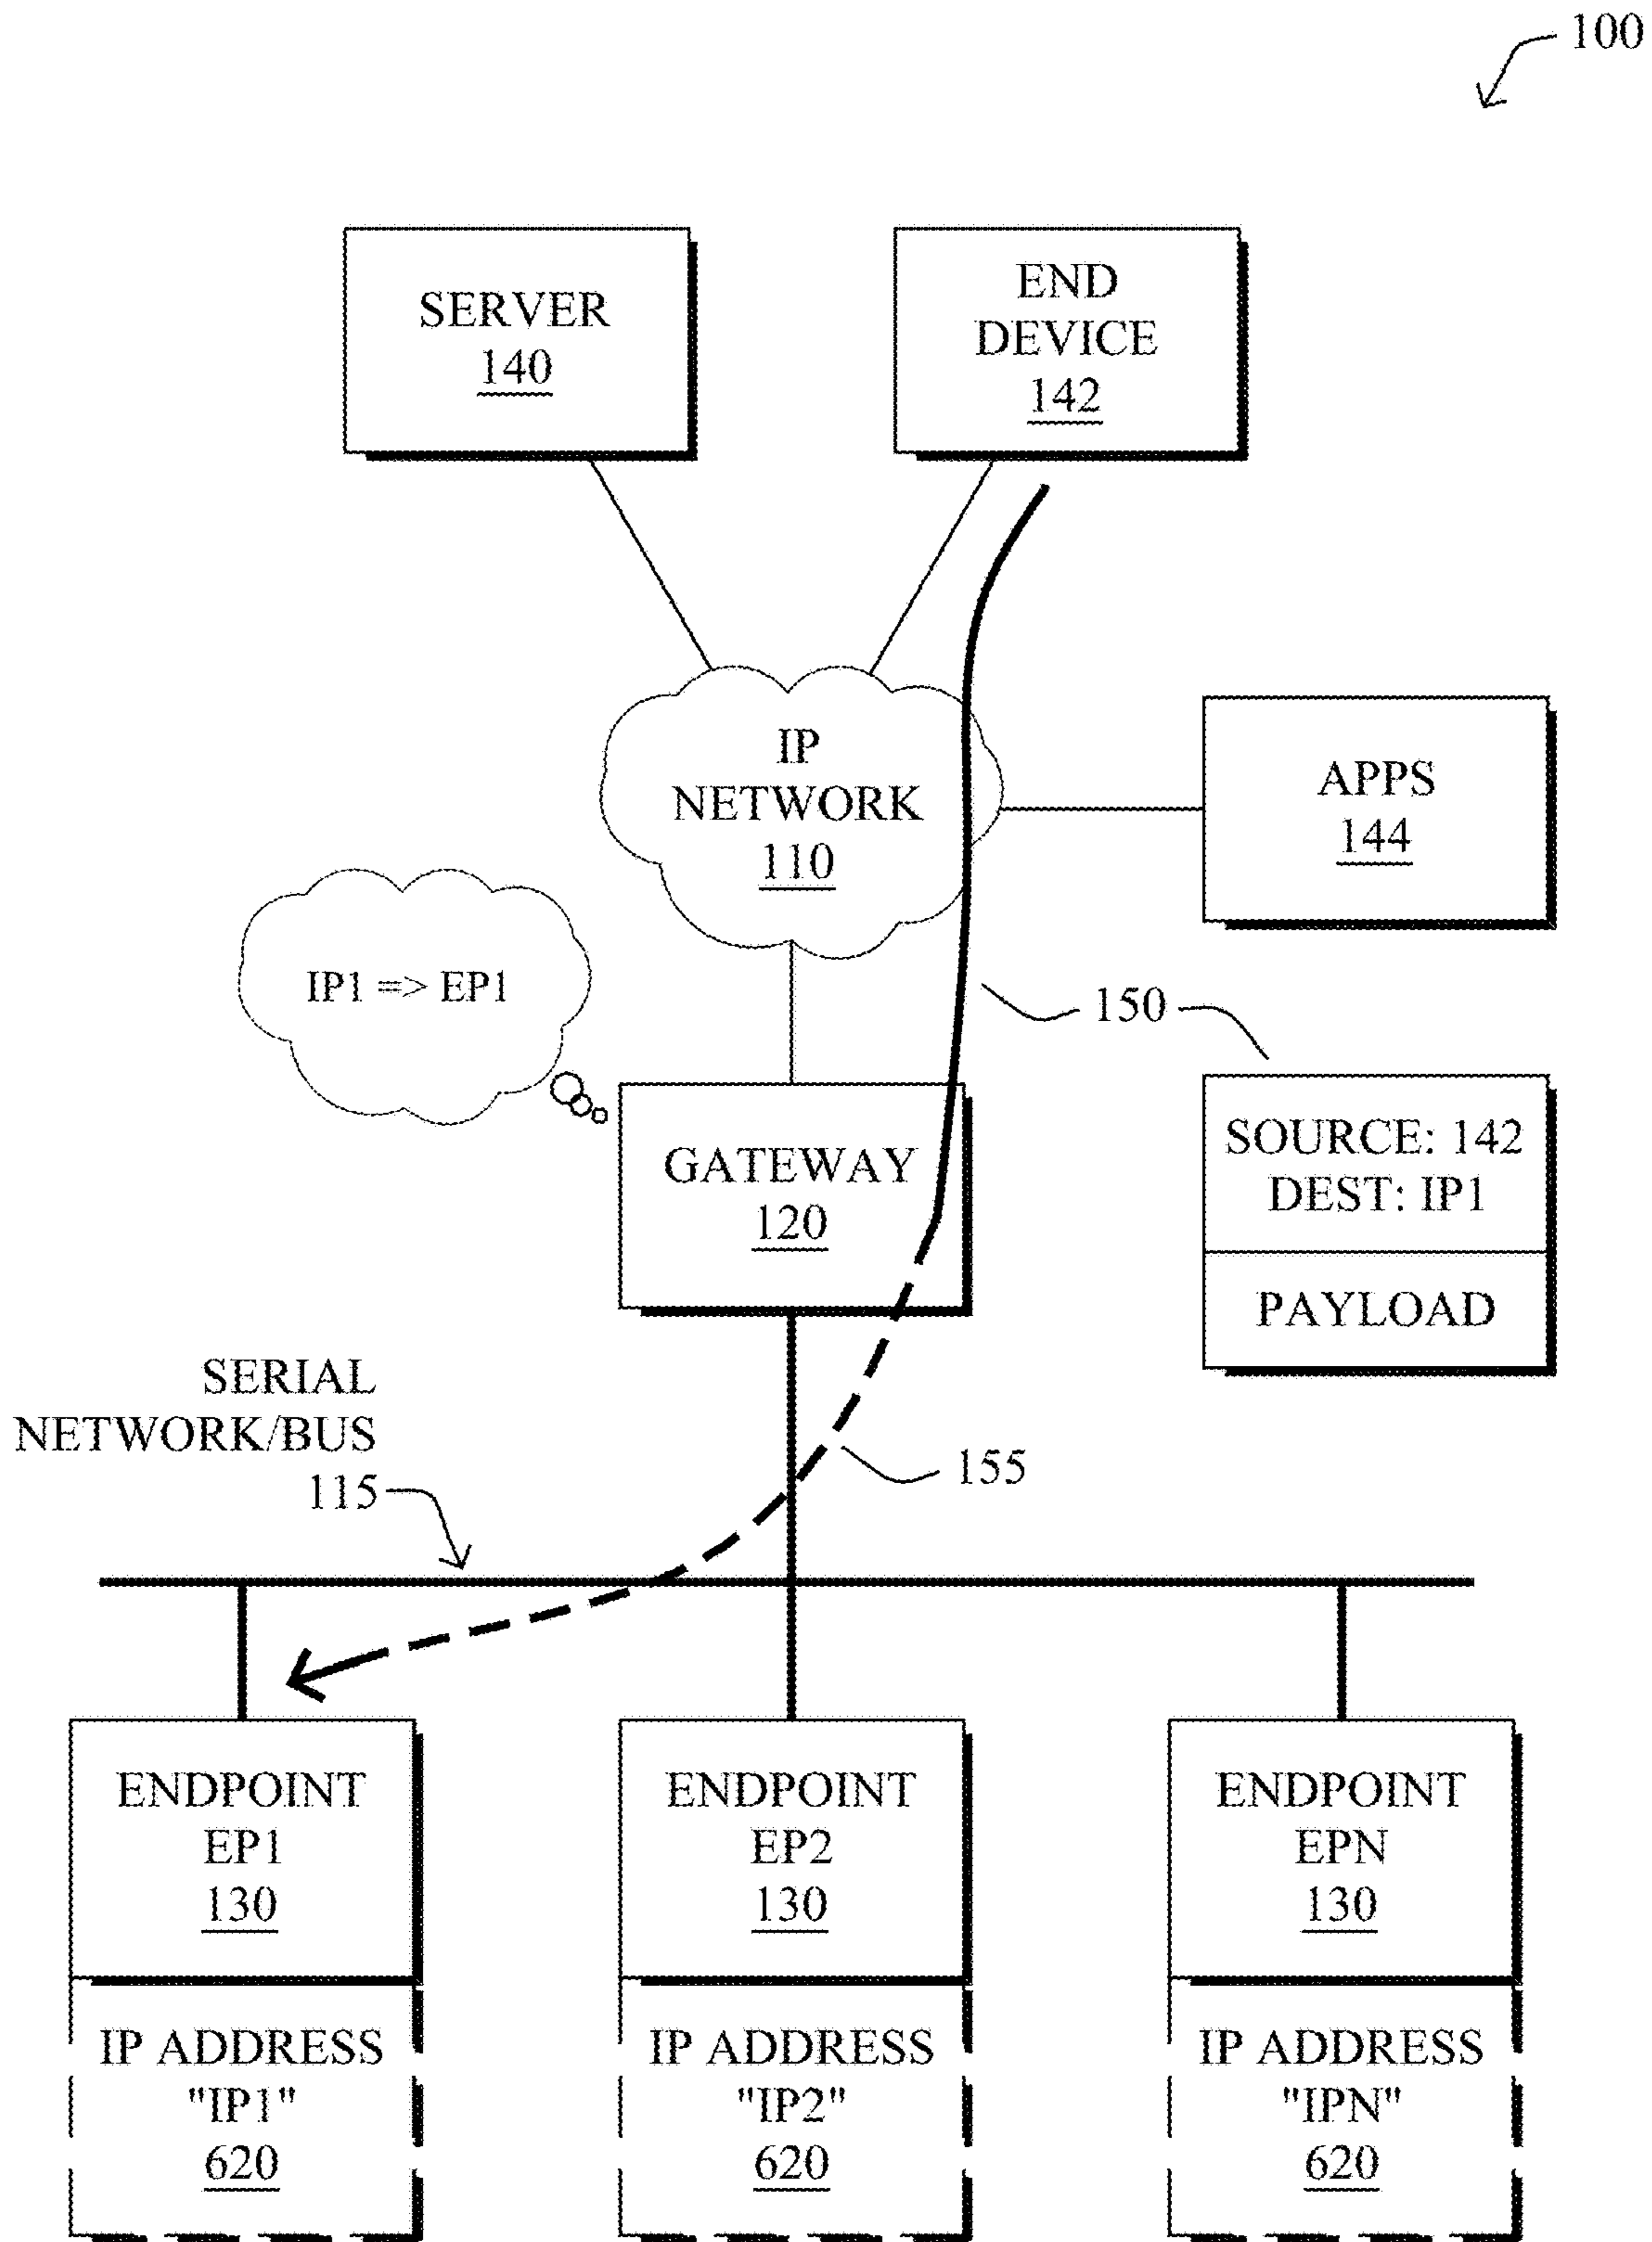 100
SERVER
140
END
DEVICE
142
IP
NETWORK
110
APPS
144
IP1 => EP1
150
GATEWAY
120
SOURCE: 142
DEST: IP1
PAYLOAD
SERIAL
NETWORK/BUS
115
155
ENDPOINT
EP1
130
IP ADDRESS
"IP1"
620
ENDPOINT
EP2
130
IP ADDRESS
"IP2"
620
ENDPOINT
EPN
130
IP ADDRESS
"IPN"
620